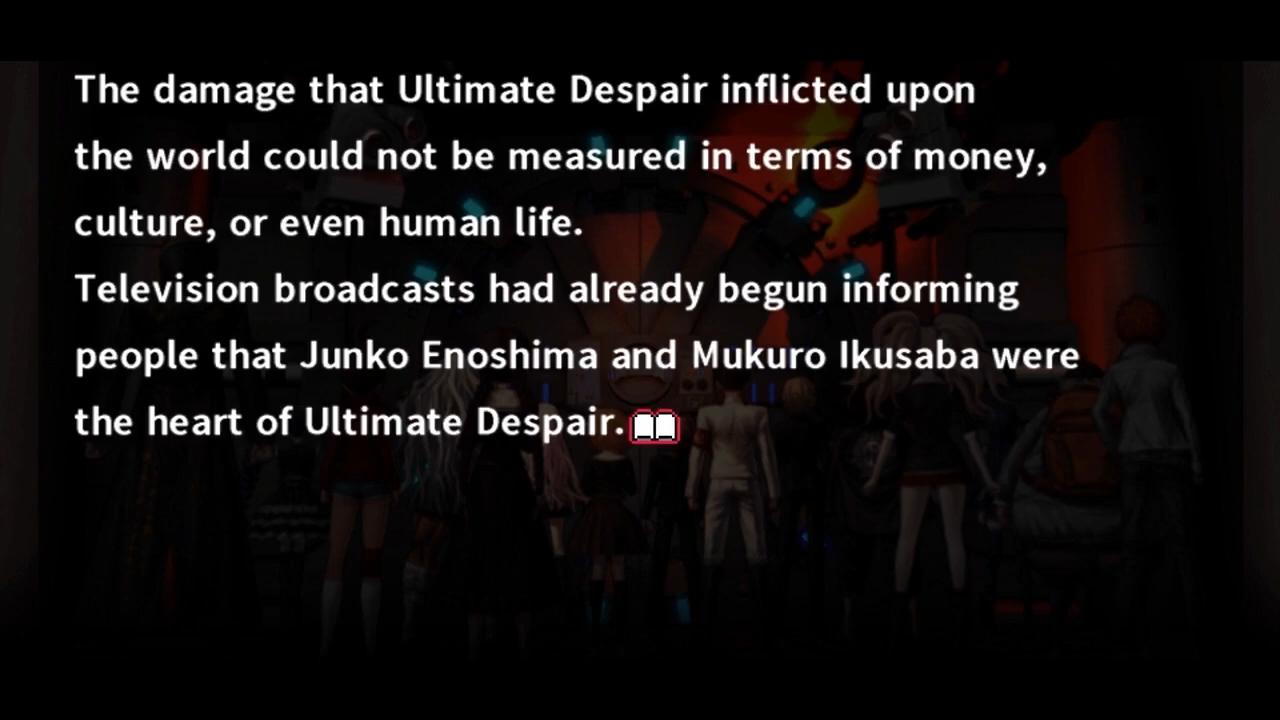 The damage that Ultimate Despair inflicted upon
the world could not be measured in terms of money,
culture, or even human life.
Television broadcasts had already begun informing
people that Junko Enoshima and Mukuro Ikusaba were
the heart of Ultimate Despair.